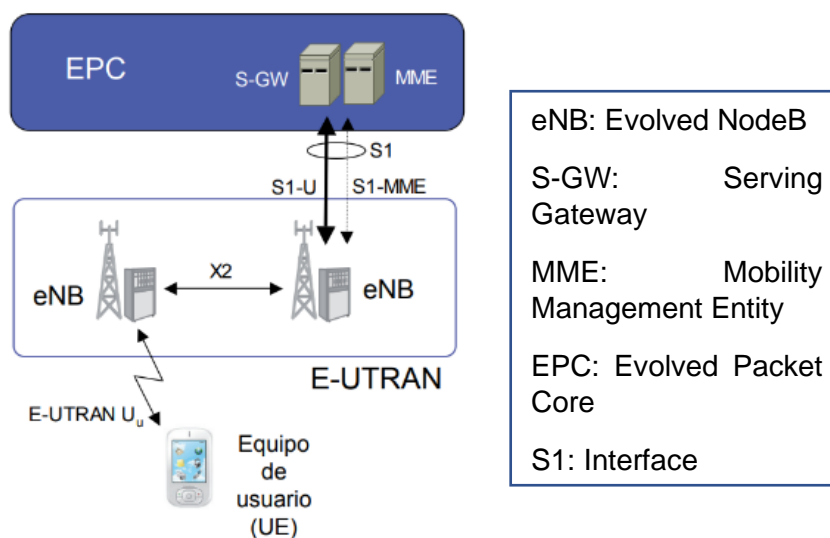 EPC
S-GW
MME
S1
S1-U
S1-MME
X2
eNB
eNB
E-UTRAN
E-UTRAN Uu
Equipo
de
usuario
(UE)
eNB: Evolved NodeB
S-GW: Serving
Gateway
MME: Mobility
Management Entity
EPC: Evolved Packet
Core
S1: Interface